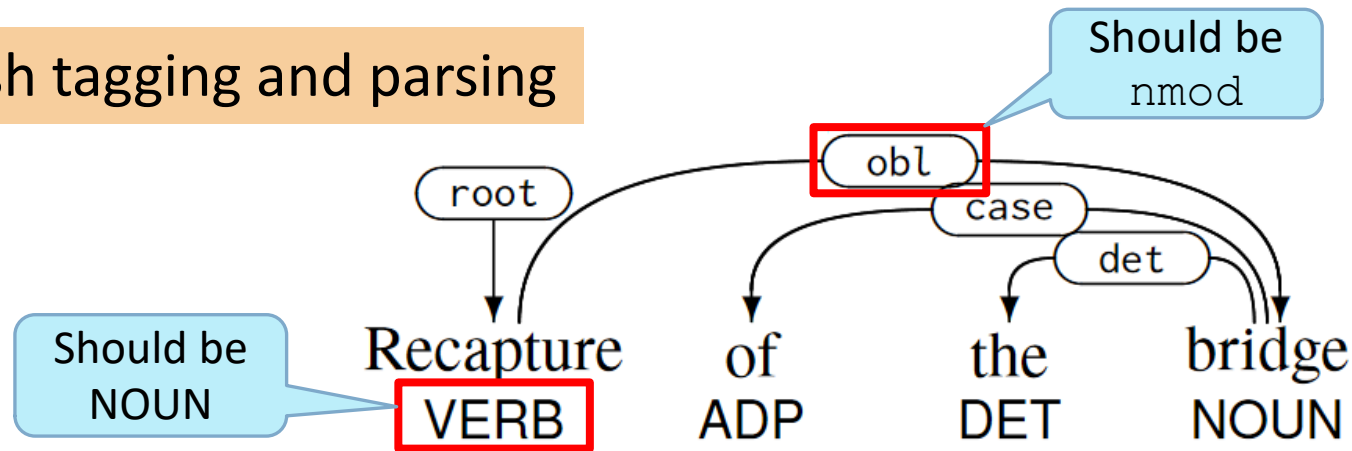 sh tagging and parsing
Should be
nmod
obl
root
case
det
Should be
NOUN
Recapture of the bridge
VERB ADP DET NOUN